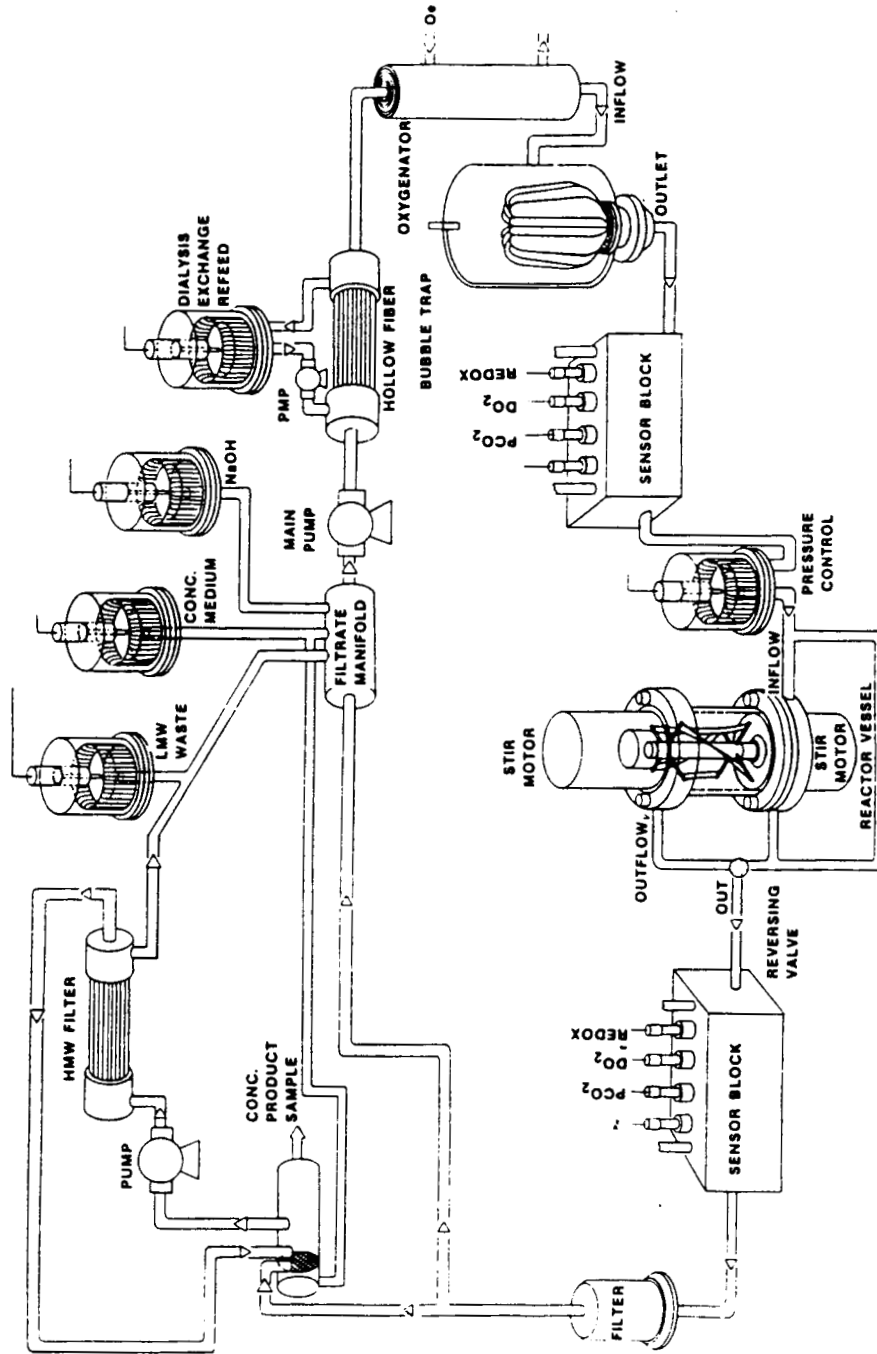 DIALYSIS
EXCHANGE
REFEED
NaOH
CONC.
MEDIUM
LMW
WASTE
HMW FILTER
PUMP
CONC.
PRODUCT
SAMPLE
FILTRATE
MANIFOLD
MAIN
PUMP
PMP
HOLLOW FIBER
BUBBLE TRAP
OXYGENATOR
INFLOW
OUTLET
REDOX
DO2
PCO2
SENSOR BLOCK
PRESSURE
CONTROL
INFLOW
STIR
MOTOR
STIR
MOTOR
REACTOR VESSEL
OUTFLOW
OUT
REVERSING
VALVE
REDOX
DO2
PCO2
SENSOR BLOCK
FILTER